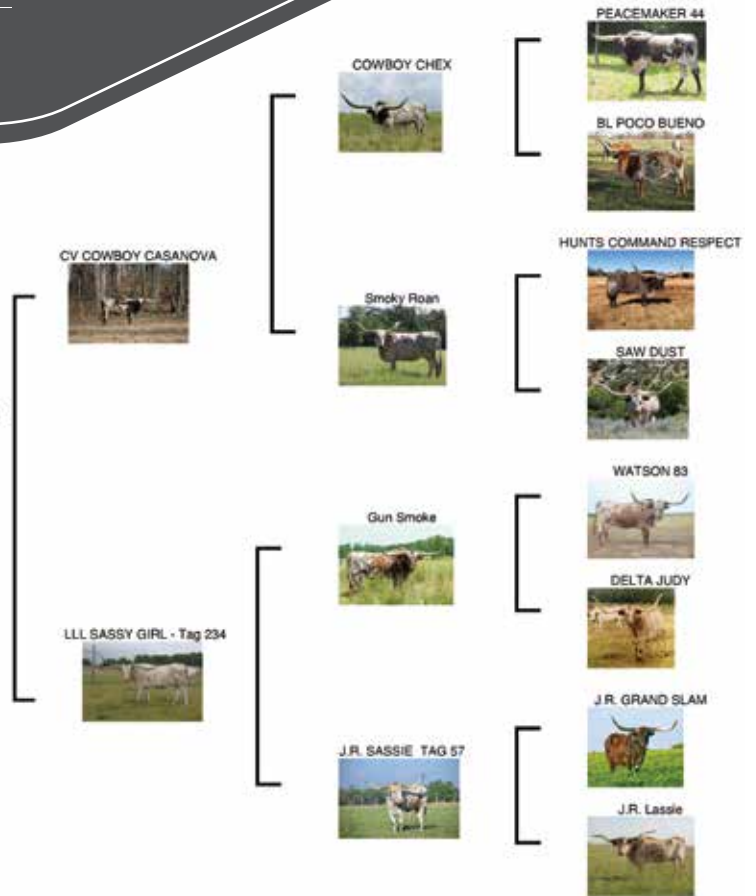 PEACEMAKER 44
COWBOY CHEX
BL POCO BUENO
HUNTS COMMAND RESPECT
CV COWBOY CASANOVA
Smoky Roan
SAW DUST
WATSON 83
Gun Smoke
DELTA JUDY
LLL SASSY GIRL - Tag 234
J.R. GRAND SLAM
J.R. SASSIE TAG 57
J.R. Lassie